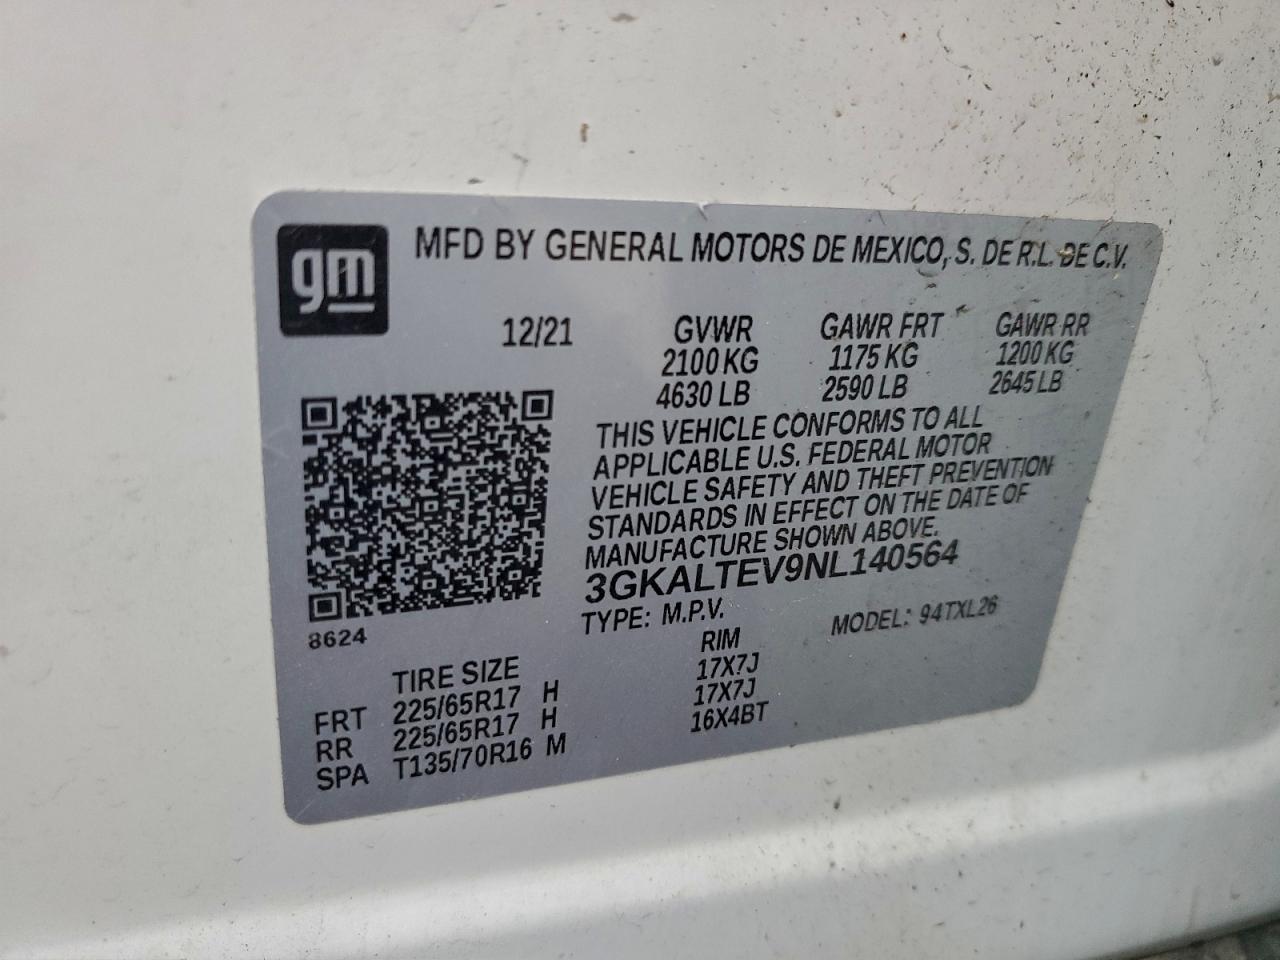 gm
MFD BY GENERAL MOTORS DE MEXICO, S. DE R.L. DE C.V.
12/21 GVWR GAWR FRT GAWR RR
2100 KG 1175 KG 1200 KG
4630 LB 2590 LB 2645 LB
THIS VEHICLE CONFORMS TO ALL
APPLICABLE U.S. FEDERAL MOTOR
VEHICLE SAFETY AND THEFT PREVENTION
STANDARDS IN EFFECT ON THE DATE OF
MANUFACTURE SHOWN ABOVE.
3GKALTEV9NL140564
TYPE: M.P.V. MODEL: 94TXL26
8624
TIRE SIZE RIM
FRT 225/65R17 H 17X7J
RR 225/65R17 H 17X7J
SPA T135/70R16 M 16X4BT